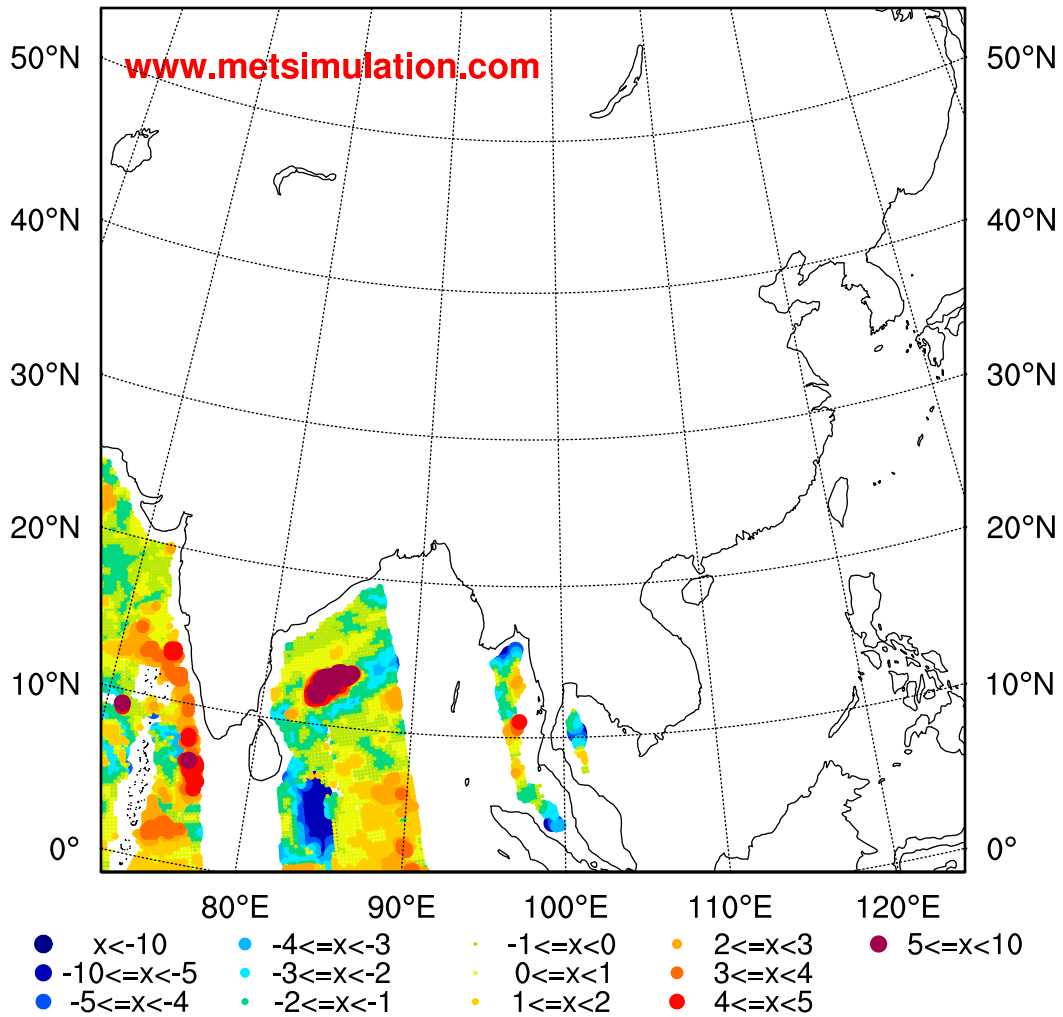 www.metsimulation.com
50°N 50°N
40°N 40°N
30°N 30°N
20°N 20°N
10°N 10°N
0° 0°
80°E 90°E 100°E 110°E 120°E
x<-10 -4<=x<-3 -1<=x<0 2<=x<3 5<=x<10
-10<=x<-5 -3<=x<-2 0<=x<1 3<=x<4
-5<=x<-4 -2<=x<-1 1<=x<2 4<=x<5